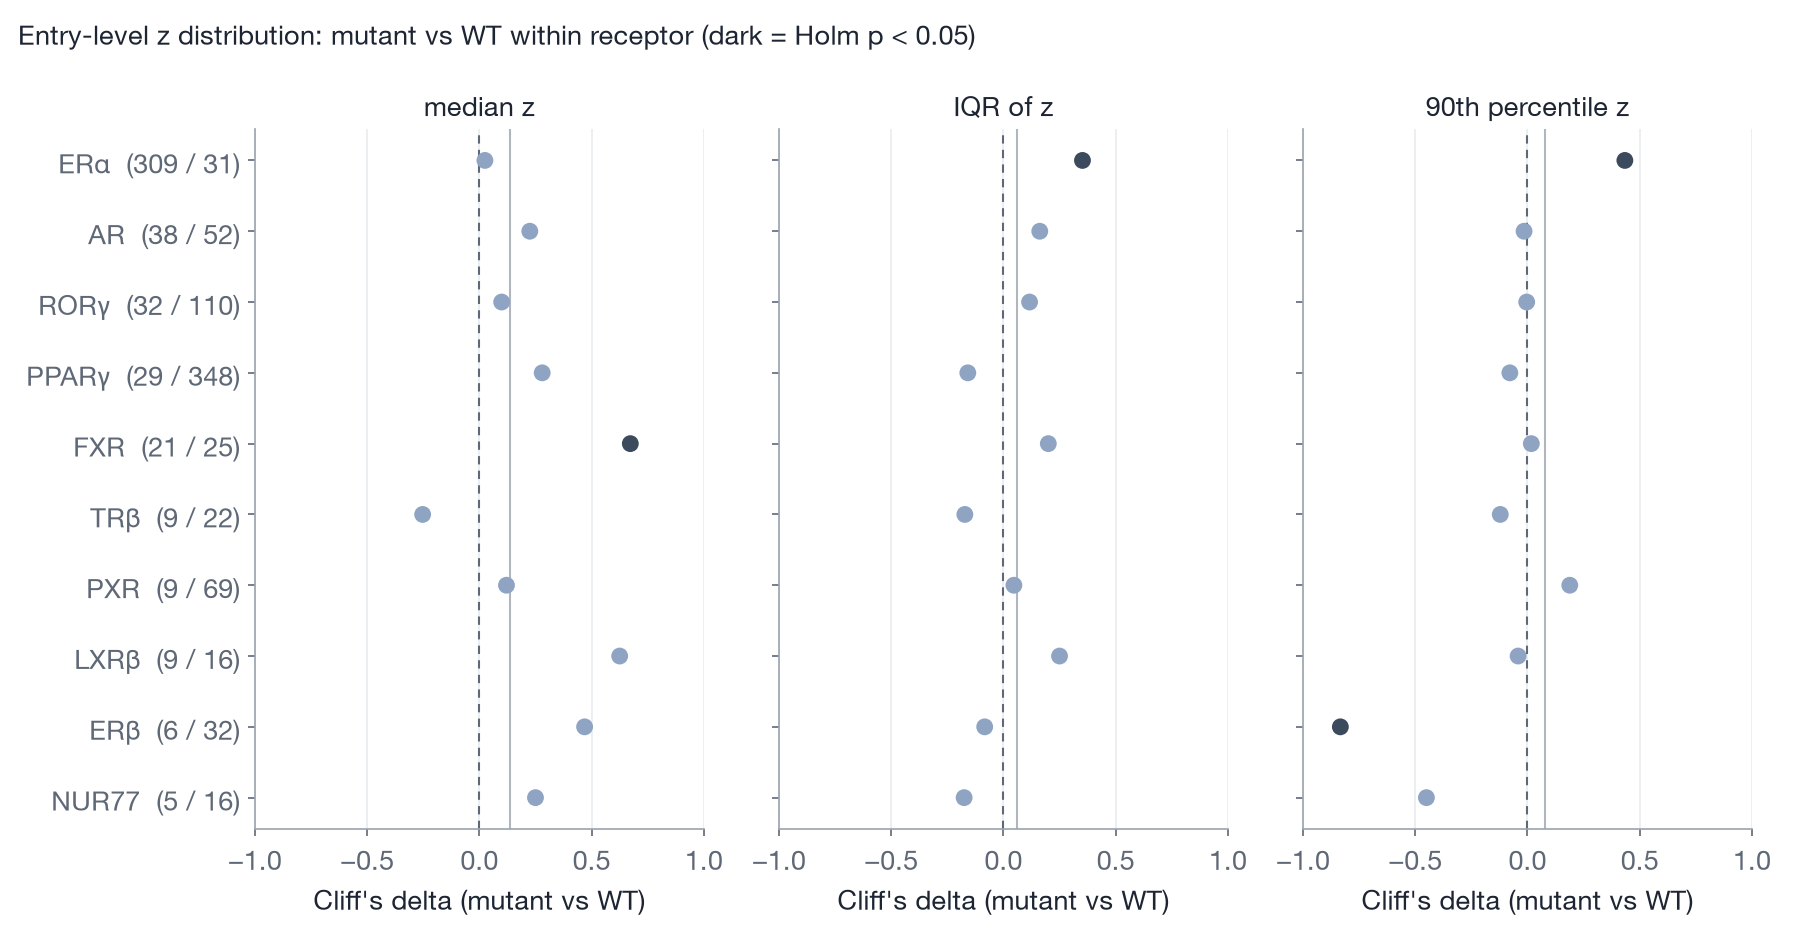 Entry-level z distribution: mutant vs WT within receptor (dark = Holm p < 0.05)
median z
IQR of z
90th percentile z
ERα (309 / 31)
AR (38 / 52)
RORγ (32 / 110)
PPARγ (29 / 348)
FXR (21 / 25)
TRβ (9 / 22)
PXR (9 / 69)
LXRβ (9 / 16)
ERβ (6 / 32)
NUR77 (5 / 16)
−1.0 −0.5 0.0 0.5 1.0
−1.0 −0.5 0.0 0.5 1.0
−1.0 −0.5 0.0 0.5 1.0
Cliff's delta (mutant vs WT)
Cliff's delta (mutant vs WT)
Cliff's delta (mutant vs WT)